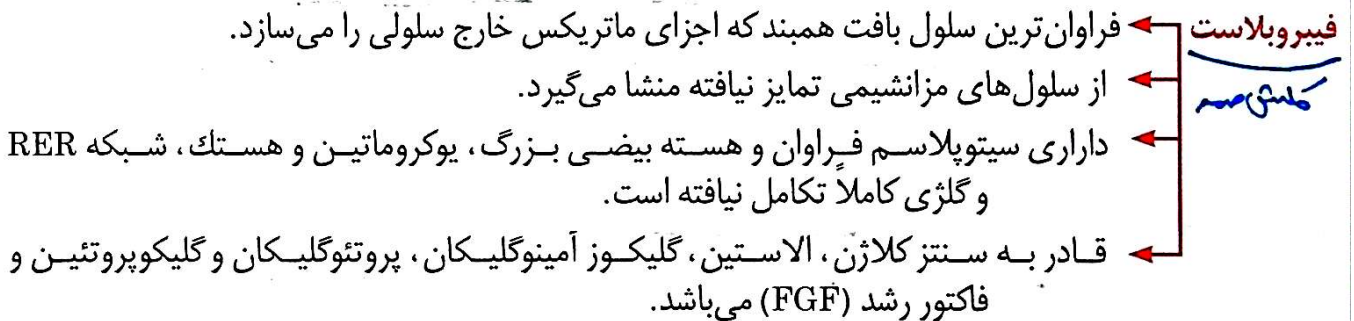 فیبروبلاست
فراوان‌ترین سلول بافت همبند که اجزای ماتریکس خارج سلولی را می‌سازد.
از سلول‌های مزانشیمی تمایز نیافته منشا می‌گیرد.
داراری سیتوپلاسم فراوان و هسته بیضی بزرگ، یوکروماتین و هستك، شبکه RER
و گلژی کاملاً تکامل نیافته است.
قادر به سنتز کلاژن، الاستین، گلیکوز آمینوگلیکان، پروتئوگلیکان و گلیکوپروتئین و
فاکتور رشد (FGF) می‌باشد.